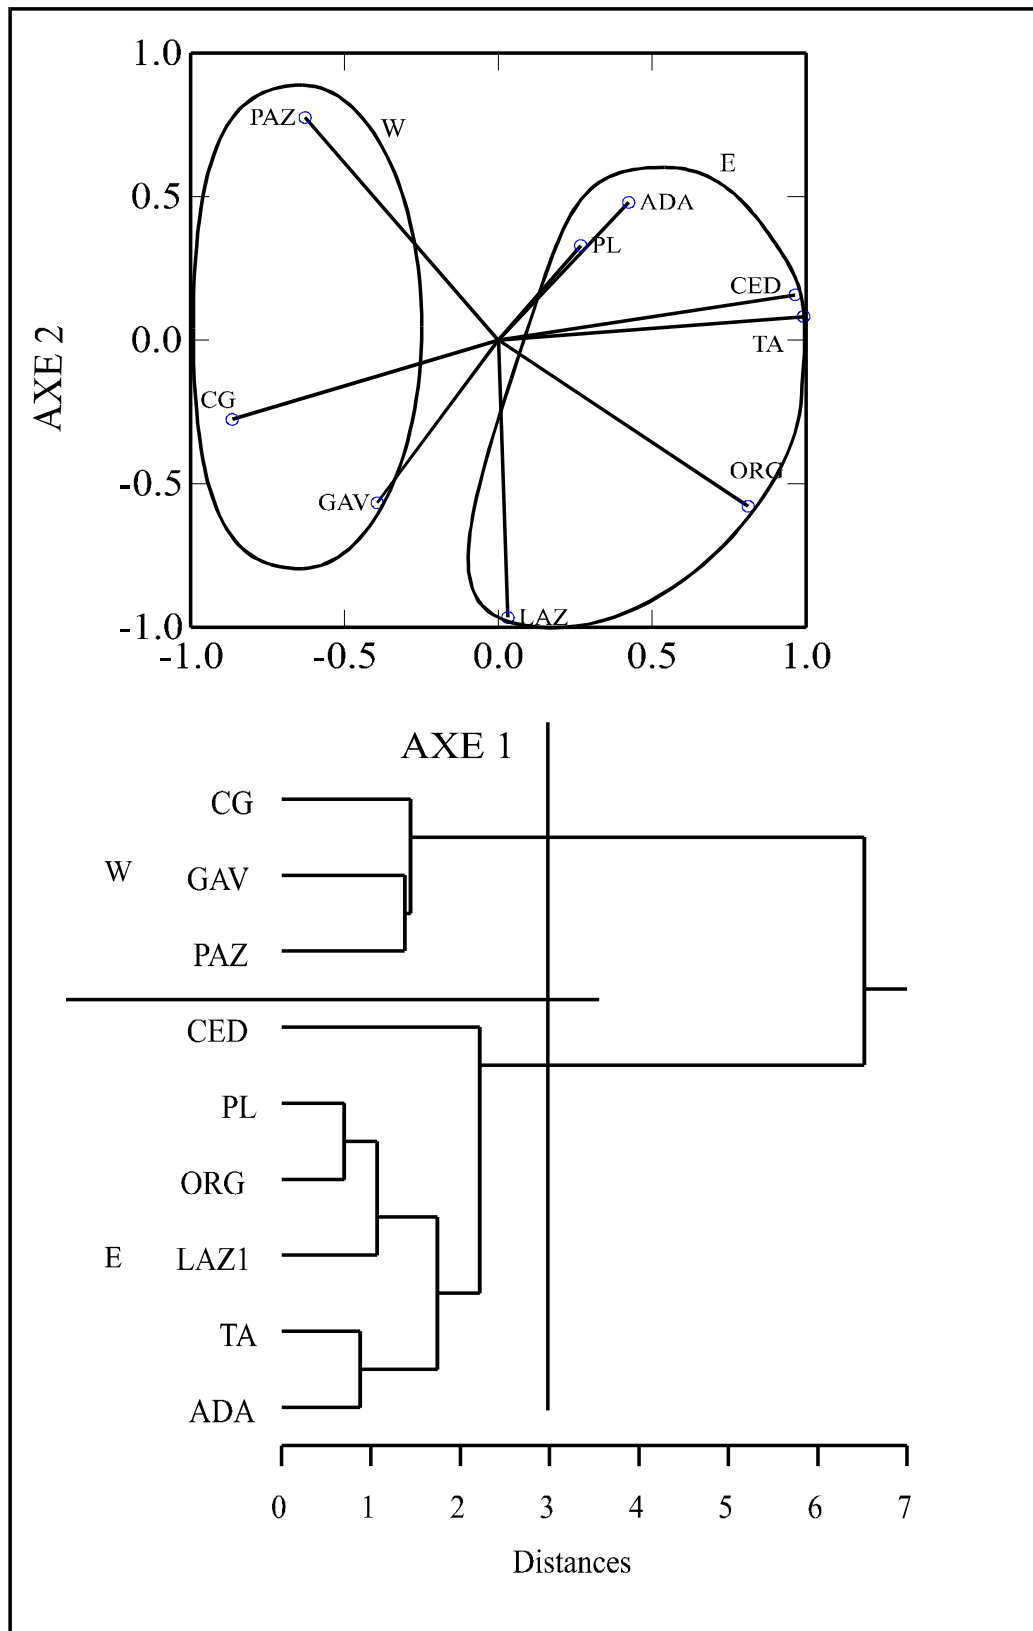 1.0
PAZ
W
E
0.5
ADA
PL
CED
0.0
TA
AXE 2
CG
ORG
-0.5
GAV
LAZ
-1.0
-1.0 -0.5 0.0 0.5 1.0
AXE 1
CG
W
GAV
PAZ
CED
PL
ORG
E
LAZ1
TA
ADA
0 1 2 3 4 5 6 7
Distances